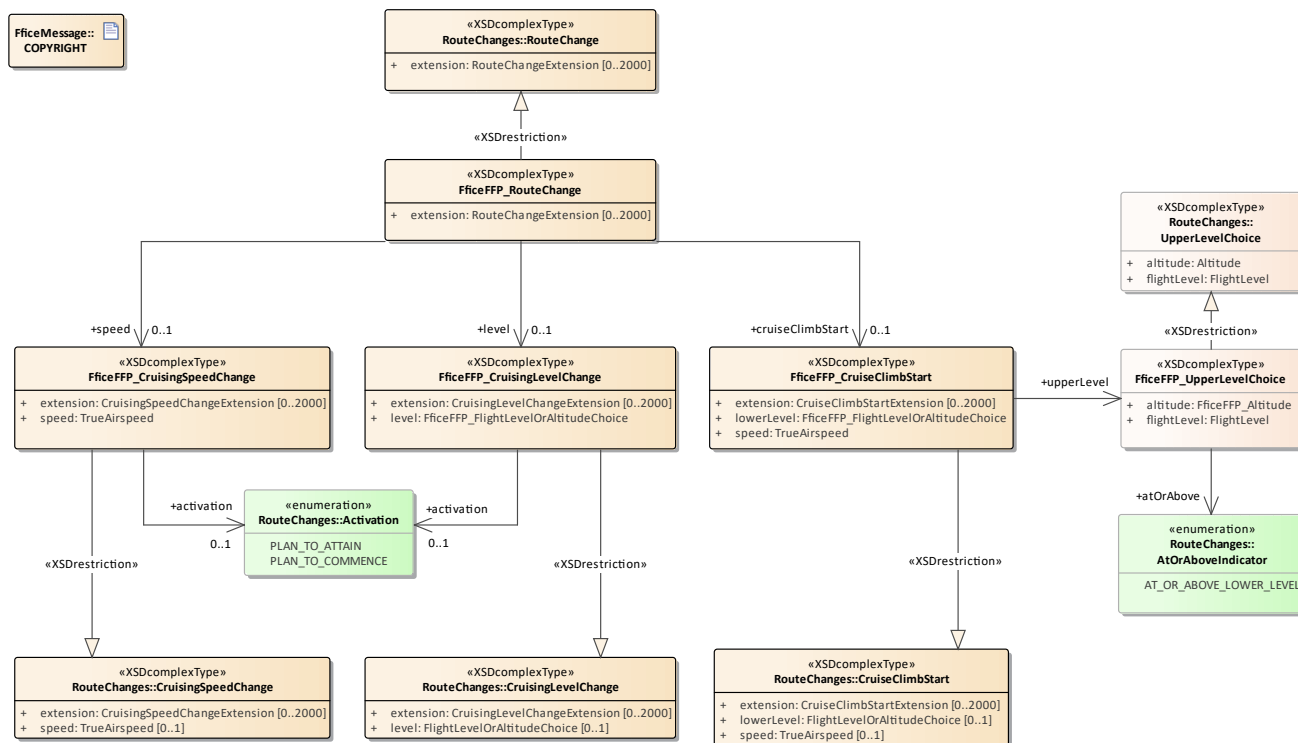 FficeMessage::
COPYRIGHT
«XSDcomplexType»
RouteChanges::RouteChange
+ extension: RouteChangeExtension [0..2000]
«XSDrestriction»
«XSDcomplexType»
FficeFFP_RouteChange
+ extension: RouteChangeExtension [0..2000]
«XSDcomplexType»
RouteChanges::
UpperLevelChoice
+ altitude: Altitude
+ flightLevel: FlightLevel
«XSDrestriction»
+speed
0..1
+level
0..1
+cruiseClimbStart
0..1
«XSDcomplexType»
FficeFFP_CruisingSpeedChange
+ extension: CruisingSpeedChangeExtension [0..2000]
+ speed: TrueAirspeed
«XSDcomplexType»
FficeFFP_CruisingLevelChange
+ extension: CruisingLevelChangeExtension [0..2000]
+ level: FficeFFP_FlightLevelOrAltitudeChoice
«XSDcomplexType»
FficeFFP_CruiseClimbStart
+ extension: CruiseClimbStartExtension [0..2000]
+ lowerLevel: FficeFFP_FlightLevelOrAltitudeChoice
+ speed: TrueAirspeed
+upperLevel
«XSDcomplexType»
FficeFFP_UpperLevelChoice
+ altitude: FficeFFP_Altitude
+ flightLevel: FlightLevel
+activation
0..1
«enumeration»
RouteChanges::Activation
PLAN_TO_ATTAIN
PLAN_TO_COMMENCE
+activation
0..1
+atOrAbove
«enumeration»
RouteChanges::
AtOrAboveIndicator
AT_OR_ABOVE_LOWER_LEVEL
«XSDrestriction»
«XSDrestriction»
«XSDrestriction»
«XSDcomplexType»
RouteChanges::CruisingSpeedChange
+ extension: CruisingSpeedChangeExtension [0..2000]
+ speed: TrueAirspeed [0..1]
«XSDcomplexType»
RouteChanges::CruisingLevelChange
+ extension: CruisingLevelChangeExtension [0..2000]
+ level: FlightLevelOrAltitudeChoice [0..1]
«XSDcomplexType»
RouteChanges::CruiseClimbStart
+ extension: CruiseClimbStartExtension [0..2000]
+ lowerLevel: FlightLevelOrAltitudeChoice [0..1]
+ speed: TrueAirspeed [0..1]